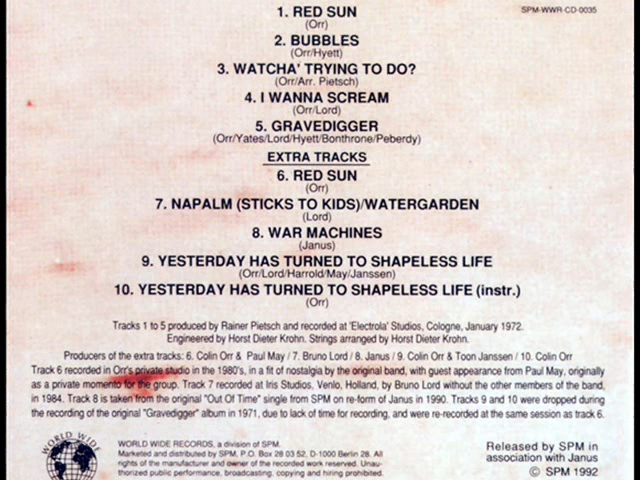 SPM-WWR-CD-0035
1. RED SUN
(Orr)
2. BUBBLES
(Orr/Hyett)
3. WATCHA' TRYING TO DO?
(Orr/Arr. Pietsch)
4. I WANNA SCREAM
(Orr/Lord)
5. GRAVEDIGGER
(Orr/Yates/Lord/Hyett/Bonthrone/Peberdy)
EXTRA TRACKS
6. RED SUN
(Orr)
7. NAPALM (STICKS TO KIDS)/WATERGARDEN
(Lord)
8. WAR MACHINES
(Janus)
9. YESTERDAY HAS TURNED TO SHAPELESS LIFE
(Orr/Lord/Harrold/May/Janssen)
10. YESTERDAY HAS TURNED TO SHAPELESS LIFE (instr.)
(Orr)
Tracks 1 to 5 produced by Rainer Pietsch and recorded at 'Electrola' Studios, Cologne, January 1972.
Engineered by Horst Dieter Krohn. Strings arranged by Horst Dieter Krohn.
Producers of the extra tracks: 6. Colin Orr & Paul May / 7. Bruno Lord / 8. Janus / 9. Colin Orr & Toon Janssen / 10. Colin Orr
Track 6 recorded in Orr's private studio in the 1980's, in a fit of nostalgia by the original band, with guest appearance from Paul May, originally
as a private momento for the group. Track 7 recorded at Iris Studios, Venlo, Holland, by Bruno Lord without the other members of the band,
in 1984. Track 8 is taken from the original "Out Of Time" single from SPM on re-form of Janus in 1990. Tracks 9 and 10 were dropped during
the recording of the original "Gravedigger" album in 1971, due to lack of time for recording, and were re-recorded at the same session as track 6.
WORLD WIDE
WORLD WIDE RECORDS, a division of SPM.
Marketed and distributed by SPM, P.O. Box 28 03 52, D-1000 Berlin 28. All
rights of the manufacturer and owner of the recorded work reserved. Unau-
thorized public performance, broadcasting, copying and hiring prohibited.
Released by SPM in
association with Janus
© SPM 1992